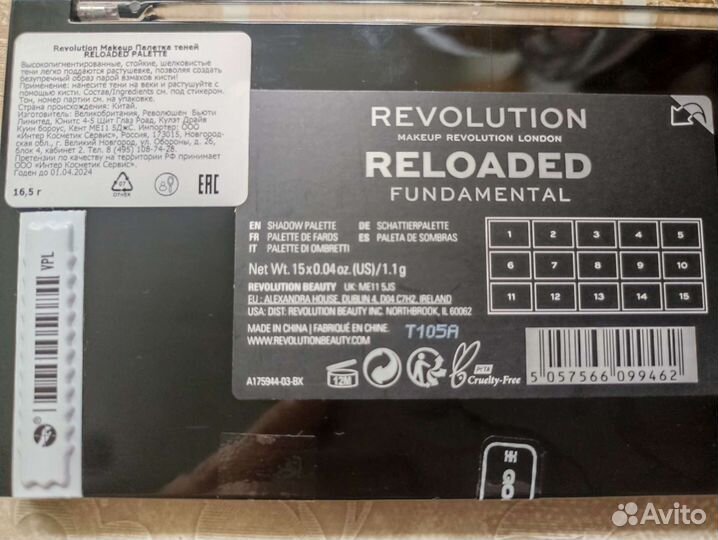 Revolution Makeup Палетка теней
RELOADED PALETTE
Высокопигментированные, стойкие, шелковистые
тени легко поддаются растушевке, позволяя создать
безупречный образ парой взмахов кисти!
Применение: нанесите тени на веки и растушуйте с
помощью кисти. Состав/Ingredients см. под стикером.
Том, номер партии см. на упаковке.
Страна происхождения: Китай.
Изготовитель: Великобритания, Революшен Бьюти
Лимитед, Юнитс 4-5 Шит Глаз Роад, Кулэт Драйв
Куин бороус, Кент МЕ11 5ДжС. Импортер: ООО
«Интер Косметик Сервис», Россия, 173015, Новгород-
ская обл., г. Великий Новгород, ул. Обороны, д. 26,
блок 4, кабинет 2. Тел. 8 (495) 108-74-28.
Претензии по качеству на территории РФ принимает
ООО «Интер Косметик Сервис».
Годен до 01.04.2024
16,5 г
07
ОТИЗК
EAC
VPL
REVOLUTION
MAKEUP REVOLUTION LONDON
RELOADED
FUNDAMENTAL
EN SHADOW PALETTE DE SCHATTIERPALETTE
FR PALETTE DE FARDS ES PALETA DE SOMBRAS
IT PALETTE DI OMBRETTI
Net Wt. 15x0.04oz. (US)/1.1g
REVOLUTION BEAUTY UK: ME11 5JS
EU: ALEXANDRA HOUSE, DUBLIN 4, D04 C7H2, IRELAND
USA: DIST: REVOLUTION BEAUTY INC. NORTHBROOK, IL 60062
MADE IN CHINA | FABRIQUÉ EN CHINE.
WWW.REVOLUTIONBEAUTY.COM
T105A
1 2 3 4 5
6 7 8 9 10
11 12 13 14 15
A175944-03-BX
12M
PETA
Cruelty-Free
5 057566 099462
Avito